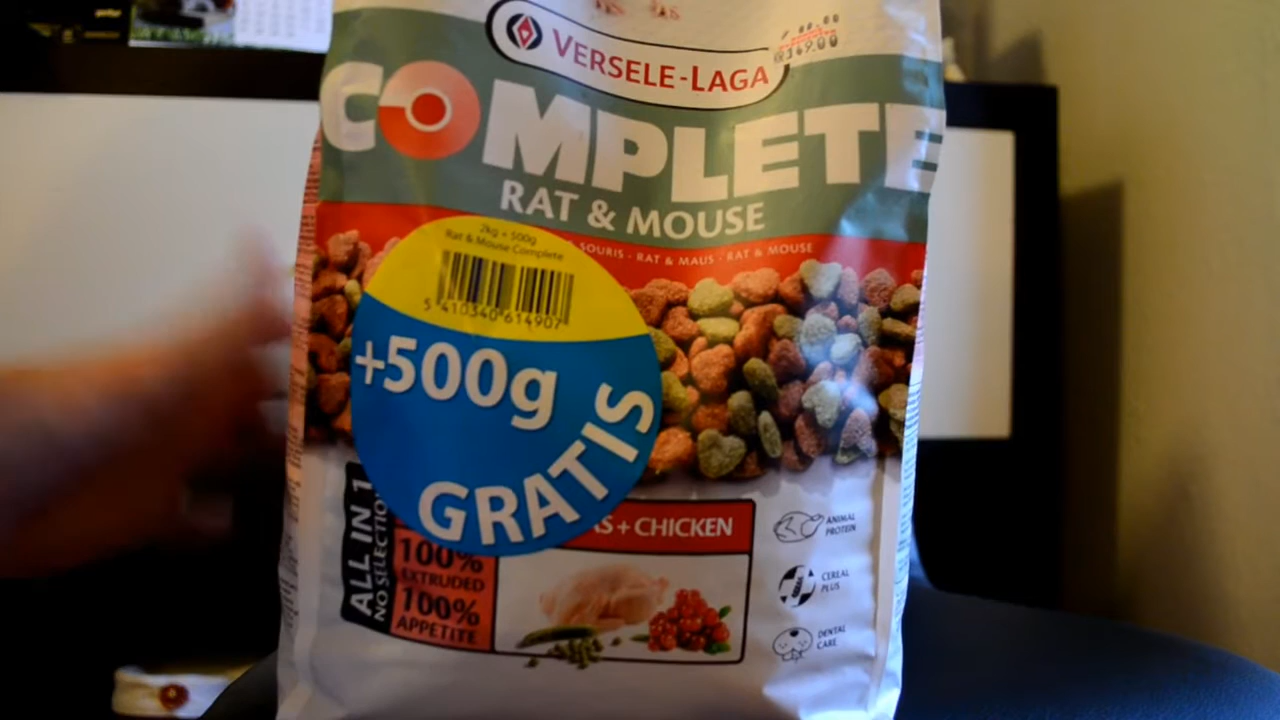 VERSELE-LAGA
COMPLETE
RAT & MOUSE
SOURIS - RAT & MAUS - RAT & MOUSE
2kg + 500g
Rat & Mouse Complete
5 410340 614907
+500g
GRATIS
+ CHICKEN
ALL IN 1
NO SELECTIO
100%
EXTRUDED
100%
APPETITE
ANIMAL
PROTEIN
CEREAL
PLUS
DENTAL
CARE